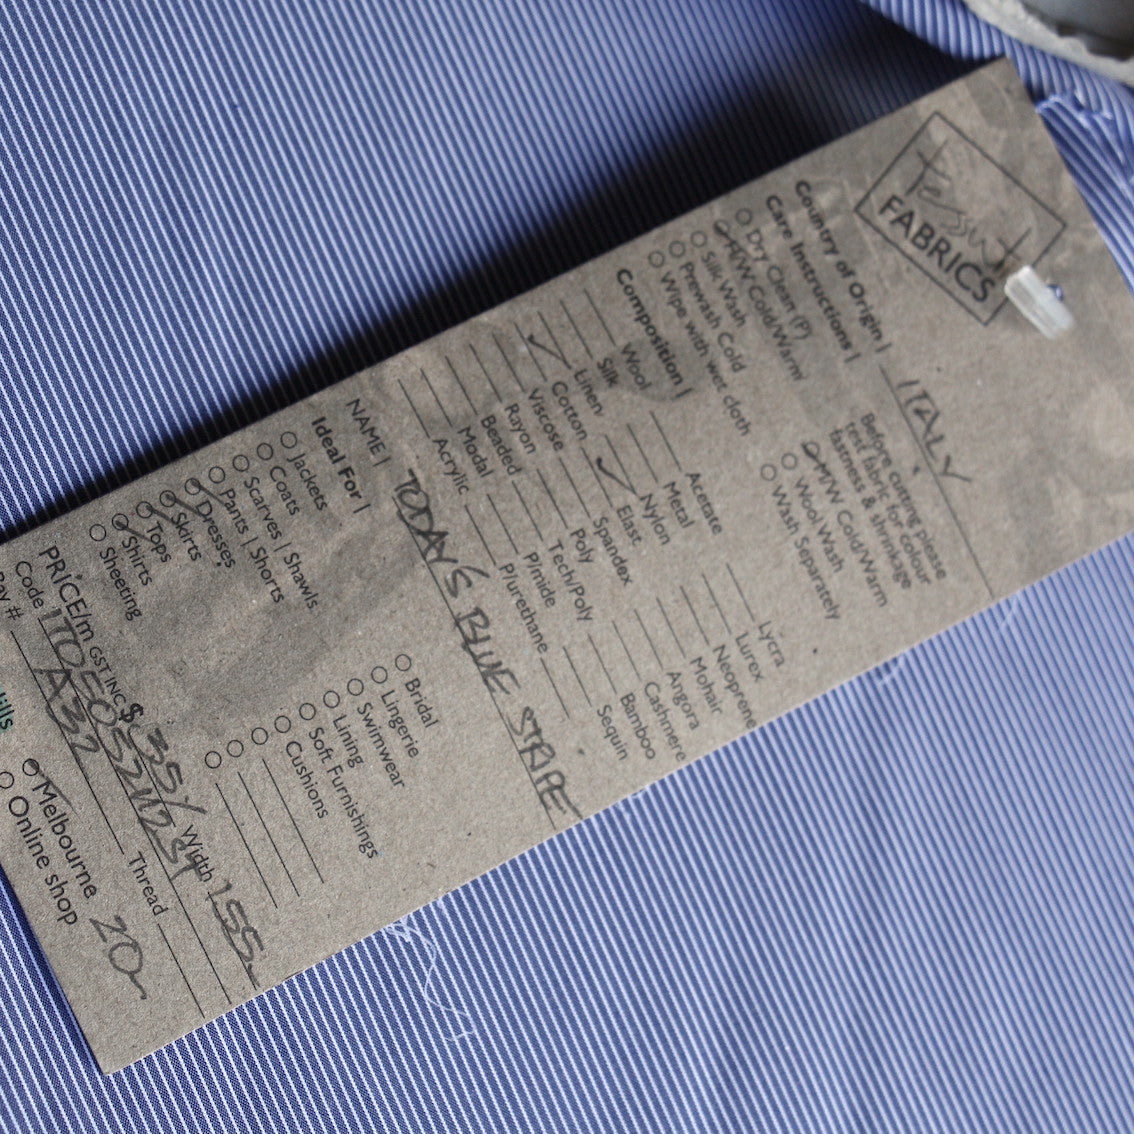 Tessuti
FABRICS
Country of Origin | ITALY
Care Instructions |
Dry Clean (P)
H/W Cold/Warm
Silk Wash
Prewash Cold
Wipe with wet cloth
Before cutting please
test fabric for colour
fastness & shrinkage
M/W Cold/Warm
Wool Wash
Wash Separately
Composition |
Wool
Silk
Linen
Cotton
Viscose
Rayon
Beaded
Modal
Acrylic
Acetate
Metal
Nylon
Elast
Spandex
Poly
Tech/Poly
P/mide
P/urethane
Lycra
Lurex
Neoprene
Mohair
Angora
Cashmere
Bamboo
Sequin
NAME | TODAY'S BLUE STRIPE
Ideal For |
Jackets
Coats
Scarves | Shawls
Pants | Shorts
Dresses
Skirts
Tops
Shirts
Sheeting
Bridal
Lingerie
Swimwear
Lining
Soft Furnishings
Cushions
PRICE/m GST INC $ 35/ Width 155
Code
A32 Thread
Melbourne 20
Online shop